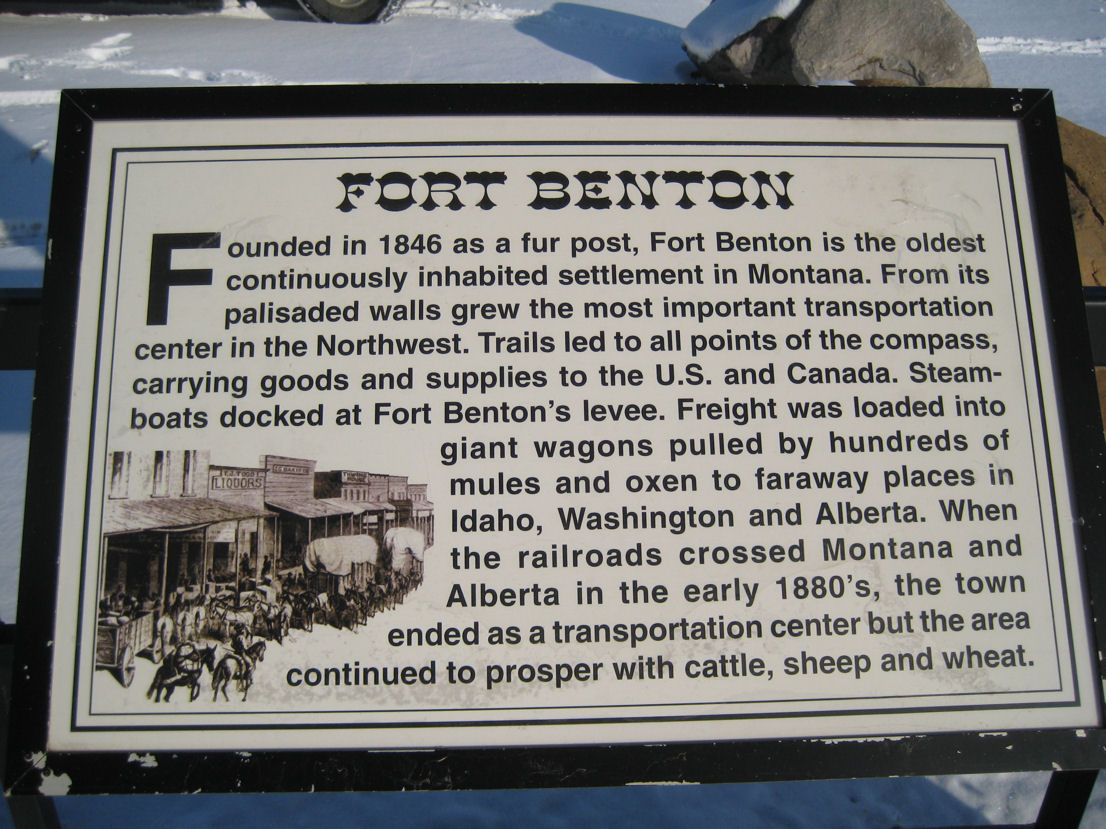 FORT BENTON
Founded in 1846 as a fur post, Fort Benton is the oldest
continuously inhabited settlement in Montana. From its
palisaded walls grew the most important transportation
center in the Northwest. Trails led to all points of the compass,
carrying goods and supplies to the U.S. and Canada. Steam-
boats docked at Fort Benton's levee. Freight was loaded into
giant wagons pulled by hundreds of
mules and oxen to faraway places in
Idaho, Washington and Alberta. When
the railroads crossed Montana and
Alberta in the early 1880's, the town
ended as a transportation center but the area
continued to prosper with cattle, sheep and wheat.
LIQUORS